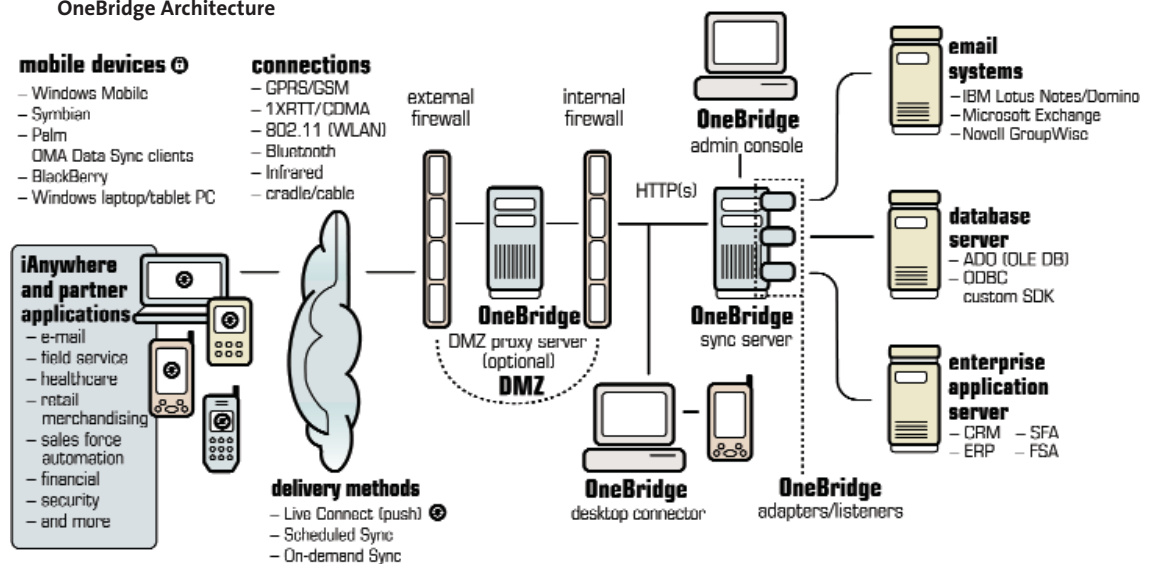 OneBridge Architecture
mobile devices
– Windows Mobile
– Symbian
– Palm
OMA Data Sync clients
– BlackBerry
– Windows laptop/tablet PC
connections
– GPRS/GSM
– 1XRTT/CDMA
– 802.11 (WLAN)
– Bluetooth
– Infrared
– cradle/cable
external
firewall
internal
firewall
OneBridge
admin console
HTTP(s)
email
systems
– IBM Lotus Notes/Domino
– Microsoft Exchange
– Novell GroupWise
database
server
– ADO (OLE DB)
– ODBC
custom SDK
enterprise
application
server
– CRM – SFA
– ERP – FSA
iAnywhere
and partner
applications
– e-mail
– field service
– healthcare
– retail
merchandising
– sales force
automation
– financial
– security
– and more
OneBridge
DMZ proxy server
(optional)
DMZ
OneBridge
sync server
delivery methods
– Live Connect (push)
– Scheduled Sync
– On-demand Sync
OneBridge
desktop connector
OneBridge
adapters/listeners